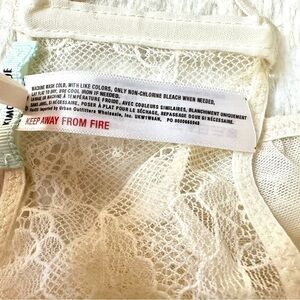 MACHINE WASH COLD, WITH LIKE COLORS, ONLY NON-CHLORINE BLEACH WHEN NEEDED,
LAY FLAT TO DRY, USE COOL IRON IF NEEDED.
LAVAGE EN MACHINE À TEMPÉRATURE FROIDE, AVEC COULEURS SIMILAIRES, BLANCHIMENT UNIQUEMENT
SANS JAVEL SI NÉCESSAIRE, POSER À PLAT POUR LE SÉCHAGE, REPASSAGE DOUX SI NÉCESSAIRE.
Imported by Urban Outfitters Wholesale, Inc.
KEEP AWAY FROM FIRE
KIMCH